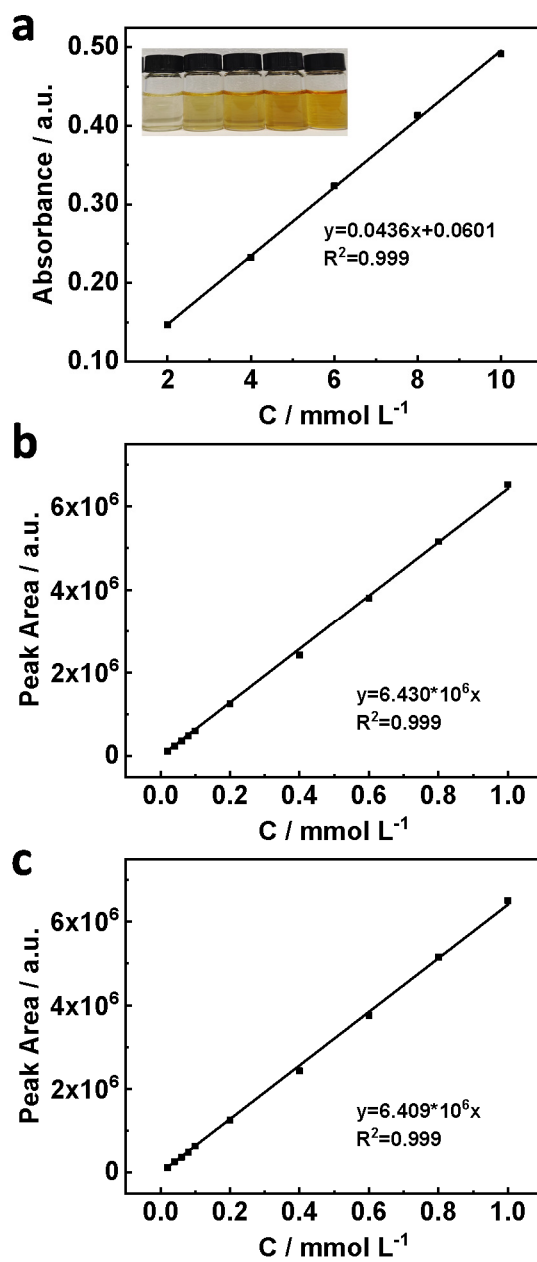 a
Absorbance / a.u.
0.50
0.40
0.30
0.20
0.10
y=0.0436x+0.0601
R²=0.999
2 4 6 8 10
C / mmol L⁻¹
b
Peak Area / a.u.
6x10⁶
4x10⁶
2x10⁶
0
y=6.430*10⁶x
R²=0.999
0.0 0.2 0.4 0.6 0.8 1.0
C / mmol L⁻¹
c
Peak Area / a.u.
6x10⁶
4x10⁶
2x10⁶
0
y=6.409*10⁶x
R²=0.999
0.0 0.2 0.4 0.6 0.8 1.0
C / mmol L⁻¹